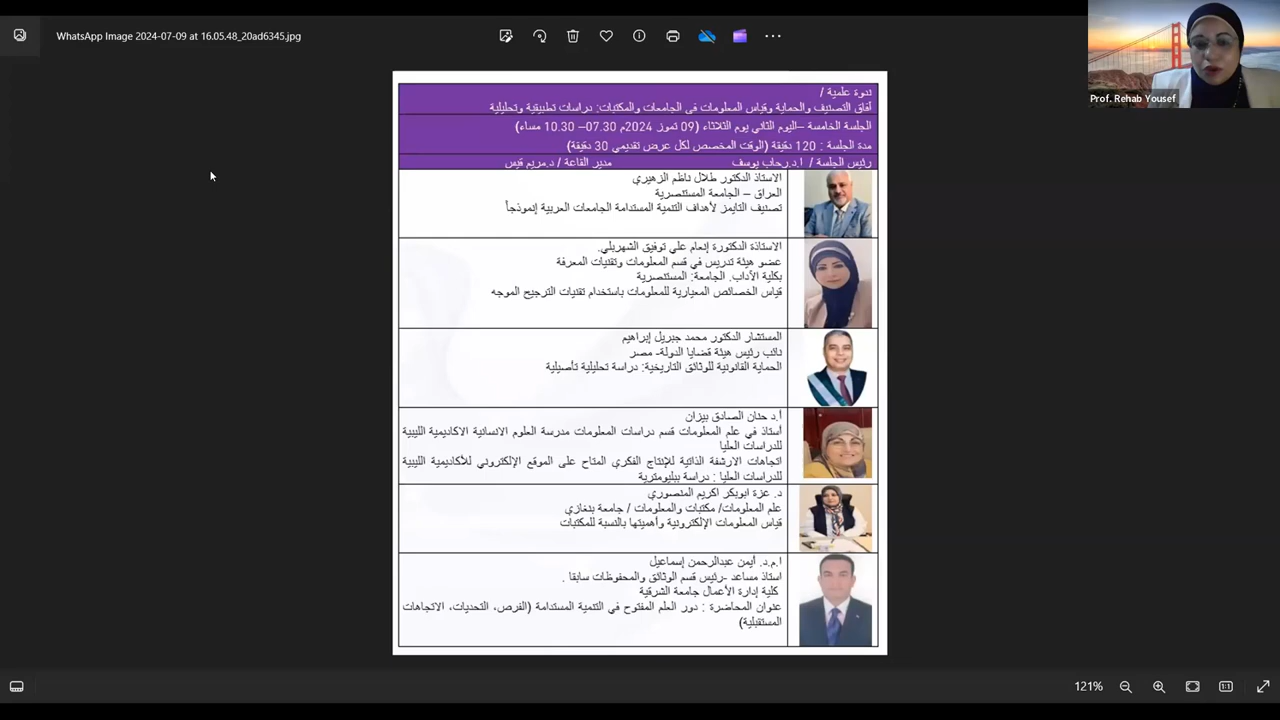 WhatsApp Image 2024-07-09 at 16.05.48_20ad6345.jpg
Prof. Rehab Yousef
ندوة علمية /
آفاق التصنيف والحماية وقياس المعلومات في الجامعات والمكتبات: دراسات تطبيقية وتحليلية
الجلسة الخامسة –اليوم الثاني يوم الثلاثاء (09 تموز 2024م 07.30– 10.30 مساء)
مدة الجلسة : 120 دقيقة (الوقت المخصص لكل عرض تقديمي 30 دقيقة)
رئيس الجلسة / ا.د.رحاب يوسف مدير القاعة / د.مريم قيس
الاستاذ الدكتور طلال ناظم الزهيري
العراق – الجامعة المستنصرية
تصنيف التايمز لأهداف التنمية المستدامة الجامعات العربية إنموذجاً
الاستاذة الدكتورة إنعام علي توفيق الشهربلي.
عضو هيئة تدريس في قسم المعلومات وتقنيات المعرفة
بكلية الآداب. الجامعة: المستنصرية
قياس الخصائص المعيارية للمعلومات باستخدام تقنيات الترجيح الموجه
المستشار الدكتور محمد جبريل إبراهيم
نائب رئيس هيئة قضايا الدولة- مصر
الحماية القانونية للوثائق التاريخية: دراسة تحليلية تأصيلية
أ.د حنان الصادق بيزان
أستاذ في علم المعلومات قسم دراسات المعلومات مدرسة العلوم الانسانية الاكاديمية الليبية
للدراسات العليا
اتجاهات الارشفة الذاتية للإنتاج الفكري المتاح على الموقع الإلكتروني للأكاديمية الليبية
للدراسات العليا : دراسة ببليومترية
د. عزة ابوبكر اكريم المنصوري
علم المعلومات/ مكتبات والمعلومات / جامعة بنغازي
قياس المعلومات الإلكترونية وأهميتها بالنسبة للمكتبات
ا.م.د. أيمن عبدالرحمن إسماعيل
استاذ مساعد -رئيس قسم الوثائق والمحفوظات سابقا .
كلية إدارة الأعمال جامعة الشرقية
عنوان المحاضرة : دور العلم المفتوح في التنمية المستدامة (الفرص، التحديات، الاتجاهات
المستقبلية)
121%